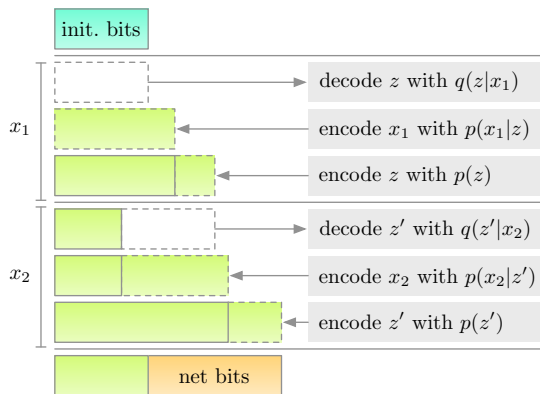 init. bits
x₁
decode z with q(z|x₁)
encode x₁ with p(x₁|z)
encode z with p(z)
x₂
decode z′ with q(z′|x₂)
encode x₂ with p(x₂|z′)
encode z′ with p(z′)
net bits